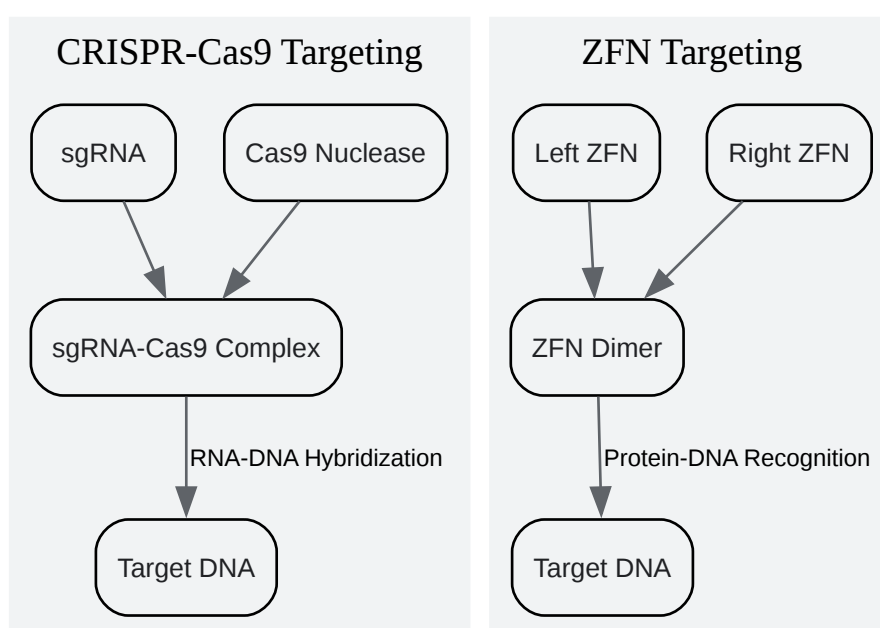 CRISPR-Cas9 Targeting
sgRNA
Cas9 Nuclease
sgRNA-Cas9 Complex
RNA-DNA Hybridization
Target DNA
ZFN Targeting
Left ZFN
Right ZFN
ZFN Dimer
Protein-DNA Recognition
Target DNA